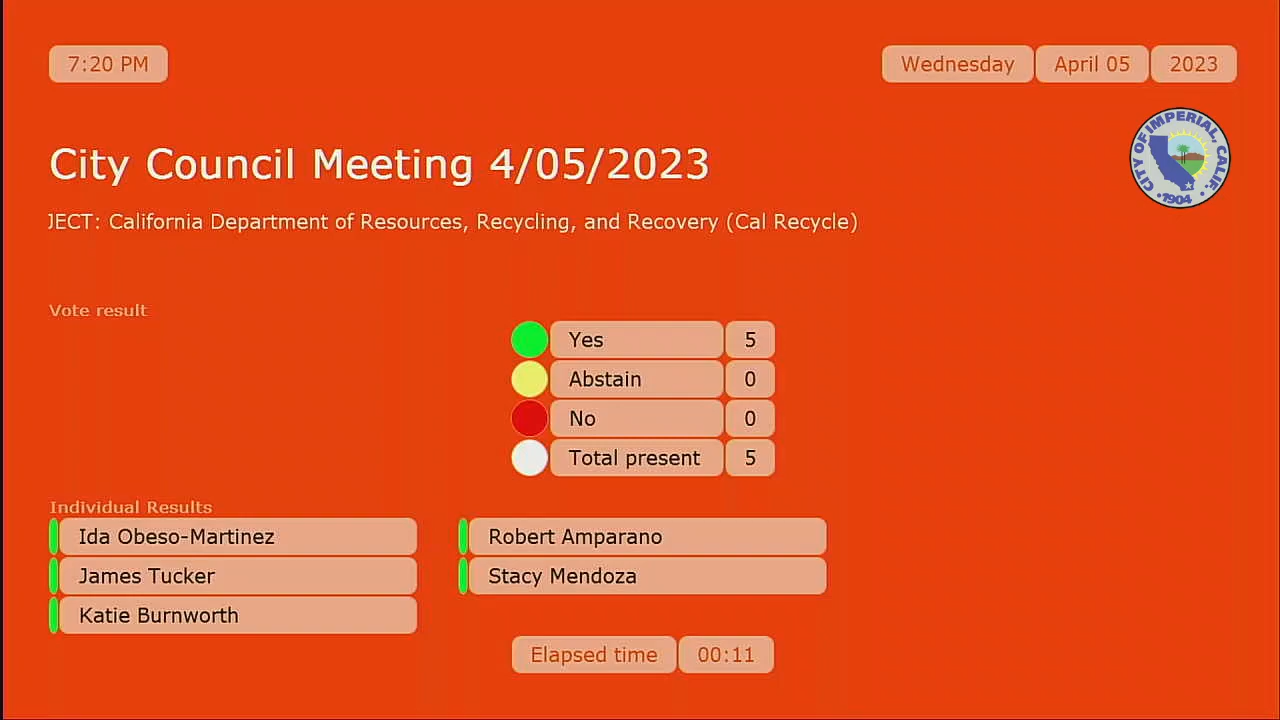 7:20 PM
Wednesday April 05 2023
CITY OF IMPERIAL, CALIF.
1904
City Council Meeting 4/05/2023
JECT: California Department of Resources, Recycling, and Recovery (Cal Recycle)
Vote result
Yes 5
Abstain 0
No 0
Total present 5
Individual Results
Ida Obeso-Martinez
Robert Amparano
James Tucker
Stacy Mendoza
Katie Burnworth
Elapsed time 00:11